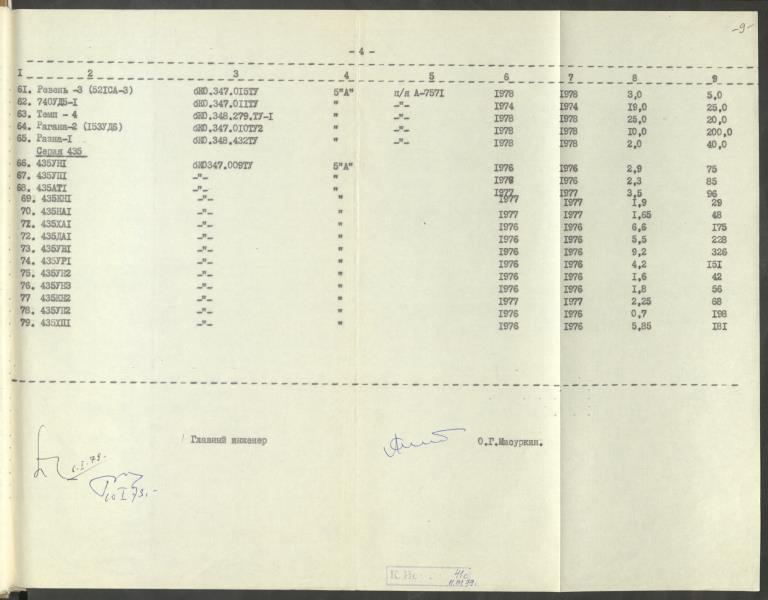 -9-
- 4 -
I 2 3 4 5 6 7 8 9
61. Ревень -3 (521СА-3) бКО.347.015ТУ 5"А" п/я А-7571 1978 1978 3,0 5,0
62. 740УД5-1 бКО.347.011ТУ " -"- 1974 1974 19,0 25,0
63. Темп - 4 бКО.348.279.ТУ-1 " -"- 1978 1978 25,0 20,0
64. Рагана-2 (153УД6) бКО.347.010ТУ2 " -"- 1978 1978 10,0 200,0
65. Разна-1 бКО.348.432ТУ " -"- 1978 1978 2,0 40,0
Серия 435
66. 435УН1 бКО347.009ТУ 5"А" 1976 1976 2,9 75
67. 435УП1 -"- " 1976 1976 2,3 85
68. 435АТ1 -"- " 1977 1977 3,5 96
69. 435КН1 -"- " 1977 1977 1,9 29
70. 435НА1 -"- " 1977 1977 1,65 48
71. 435ХА1 -"- " 1976 1976 6,6 175
72. 435ДА1 -"- " 1976 1976 5,5 228
73. 435УВ1 -"- " 1976 1976 9,2 326
74. 435УР1 -"- " 1976 1976 4,2 151
75. 435УН2 -"- " 1976 1976 1,6 42
76. 435УН3 -"- " 1976 1976 1,8 56
77 435КН2 -"- " 1977 1977 2,25 68
78. 435УП2 -"- " 1976 1976 0,7 198
79. 435ХП1 -"- " 1976 1976 5,85 181
Главный инженер О.Г.Масуркин.